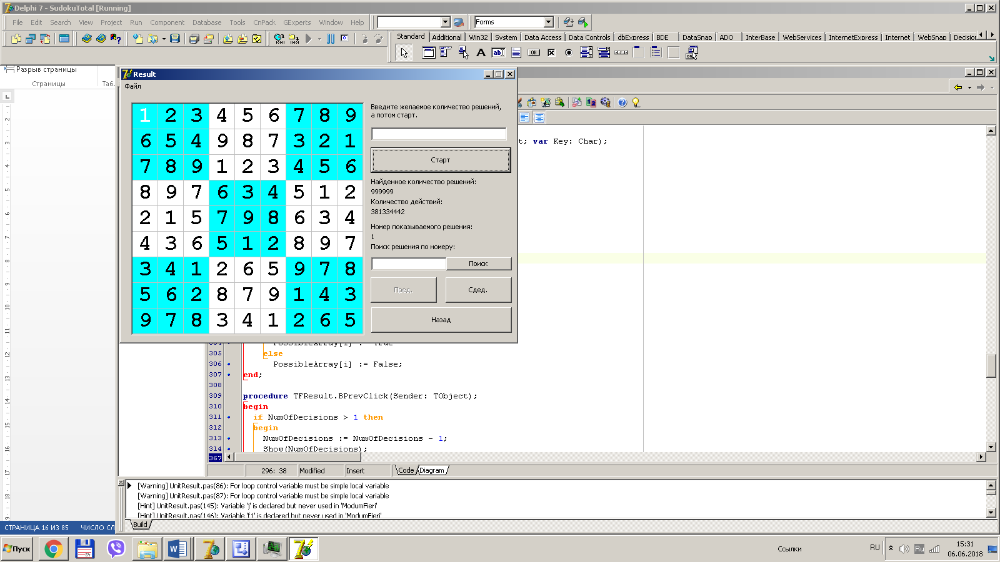 Delphi 7 - SudokuTotal [Running]
File Edit Search View Project Run Component Database Tools CnPack GExperts Window Help
Forms
Standard Additional Win32 System Data Access Data Controls dbExpress BDE DataSnap ADO InterBase WebServices InternetExpress Internet WebSnap Decision
Разрыв страницы
Страницы
Таб.
Result
Файл
1 2 3 4 5 6 7 8 9
6 5 4 9 8 7 3 2 1
7 8 9 1 2 3 4 5 6
8 9 7 6 3 4 5 1 2
2 1 5 7 9 8 6 3 4
4 3 6 5 1 2 8 9 7
3 4 1 2 6 5 9 7 8
5 6 2 8 7 9 1 4 3
9 7 8 3 4 1 2 6 5
Введите желаемое количество решений,
а потом старт.
Старт
Найденное количество решений:
999999
Количество действий:
381334442
Номер показываемого решения:
1
Поиск решения по номеру:
Поиск
Пред. Сдед.
Назад
t; var Key: Char);
305 else
306 PossibleArray[i] := False;
307 end;
308
309 procedure TFResult.BPrevClick(Sender: TObject);
310 begin
311 if NumOfDecisions > 1 then
312 begin
313 NumOfDecisions := NumOfDecisions - 1;
314 Show(NumOfDecisions);
367
296: 38 Modified Insert Code Diagram
[Warning] UnitResult.pas(86): For loop control variable must be simple local variable
[Warning] UnitResult.pas(87): For loop control variable must be simple local variable
[Hint] UnitResult.pas(145): Variable 'j' is declared but never used in 'ModumFieri'
[Hint] UnitResult.pas(146): Variable 'f1' is declared but never used in 'ModumFieri'
Build
СТРАНИЦА 16 ИЗ 85 ЧИСЛО СЛ
Пуск
64
Ссылки
RU
Ru
15:31
06.06.2018